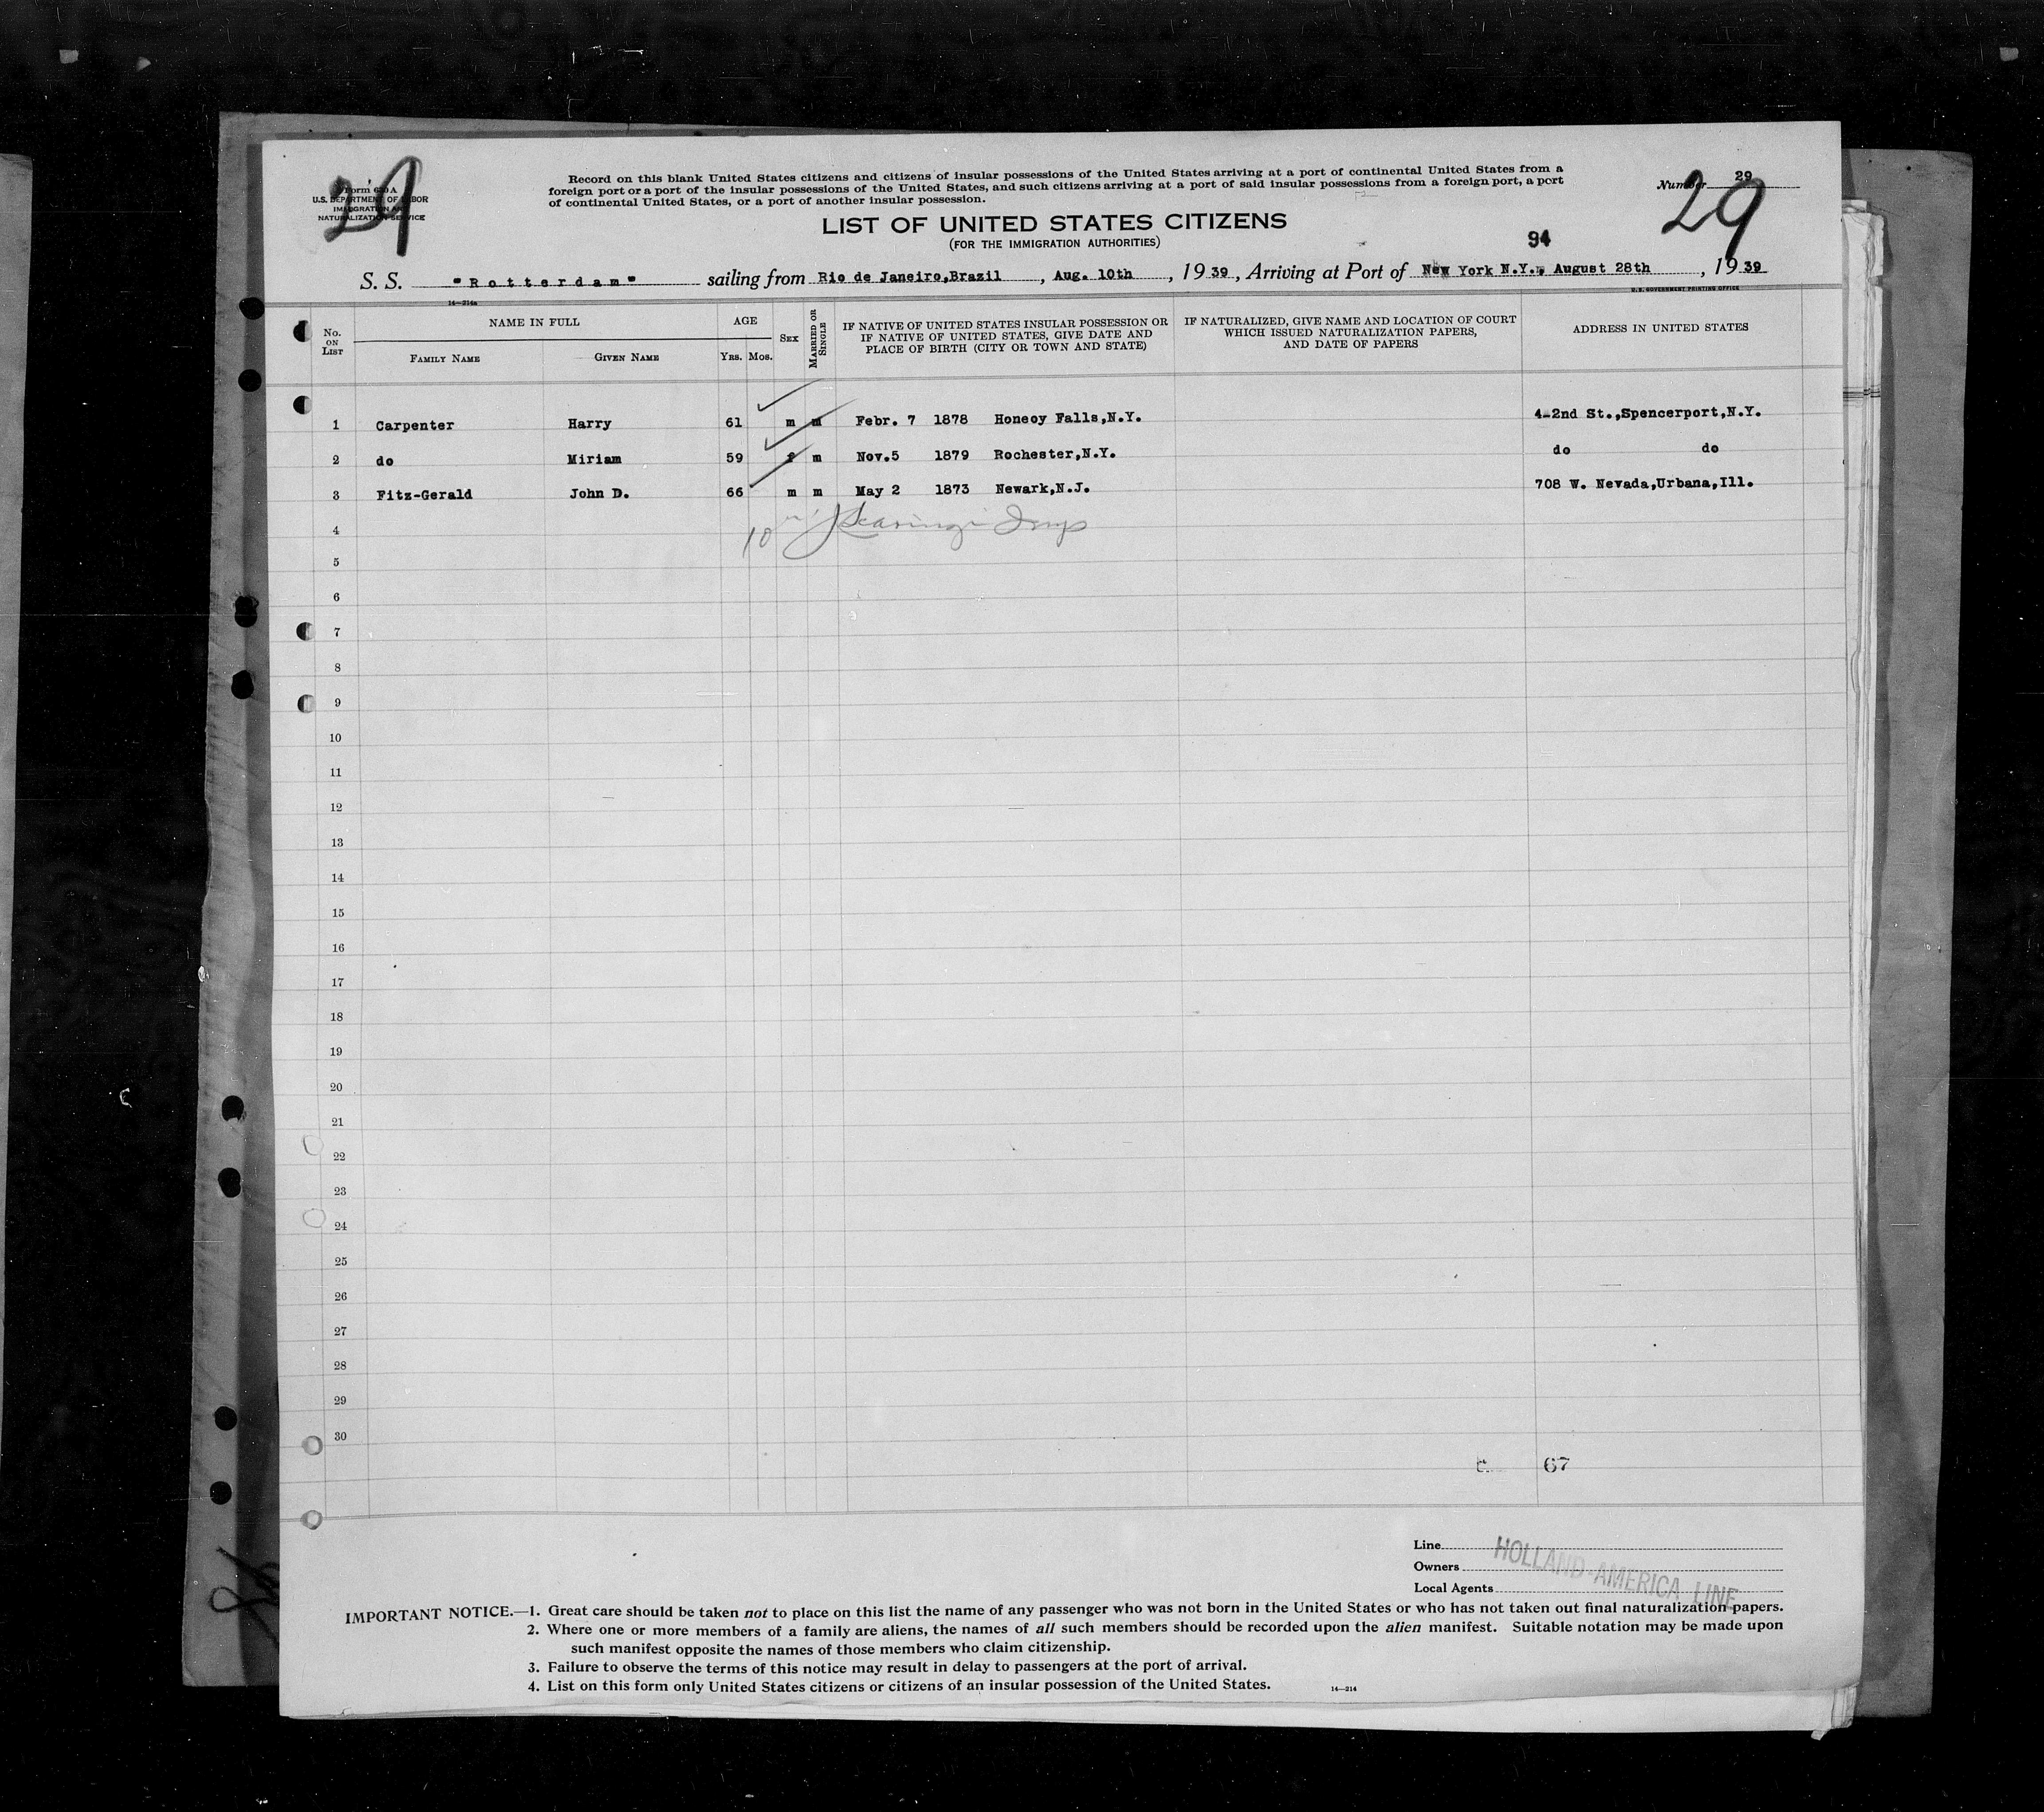 29
Form 630 A
U.S. DEPARTMENT OF LABOR
IMMIGRATION AND
NATURALIZATION SERVICE
Record on this blank United States citizens and citizens of insular possessions of the United States arriving at a port of continental United States from a
foreign port or a port of the insular possessions of the United States, and such citizens arriving at a port of said insular possessions from a foreign port, a port
of continental United States, or a port of another insular possession.
Number 29
29
LIST OF UNITED STATES CITIZENS
(FOR THE IMMIGRATION AUTHORITIES)
94
S. S. "Rotterdam" sailing from Rio de Janeiro,Brazil, Aug. 10th, 1939, Arriving at Port of New York N.Y., August 28th, 1939
14—214a
U.S. GOVERNMENT PRINTING OFFICE
No. ON LIST
NAME IN FULL
FAMILY NAME GIVEN NAME
AGE
YRS. MOS.
SEX
MARRIED OR SINGLE
IF NATIVE OF UNITED STATES INSULAR POSSESSION OR
IF NATIVE OF UNITED STATES, GIVE DATE AND
PLACE OF BIRTH (CITY OR TOWN AND STATE)
IF NATURALIZED, GIVE NAME AND LOCATION OF COURT
WHICH ISSUED NATURALIZATION PAPERS,
AND DATE OF PAPERS
ADDRESS IN UNITED STATES
1 Carpenter Harry 61 m m Febr. 7 1878 Honeoy Falls,N.Y. 4-2nd St.,Spencerport,N.Y.
2 do Miriam 59 f m Nov.5 1879 Rochester,N.Y. do do
3 Fitz-Gerald John D. 66 m m May 2 1873 Newark,N.J. 708 W. Nevada,Urbana,Ill.
4
5
6
7
8
9
10
11
12
13
14
15
16
17
18
19
20
21
22
23
24
25
26
27
28
29
30
67
Line
Owners
Local Agents
HOLLAND-AMERICA LINE
IMPORTANT NOTICE.—1. Great care should be taken not to place on this list the name of any passenger who was not born in the United States or who has not taken out final naturalization papers.
2. Where one or more members of a family are aliens, the names of all such members should be recorded upon the alien manifest. Suitable notation may be made upon
such manifest opposite the names of those members who claim citizenship.
3. Failure to observe the terms of this notice may result in delay to passengers at the port of arrival.
4. List on this form only United States citizens or citizens of an insular possession of the United States.
14—214